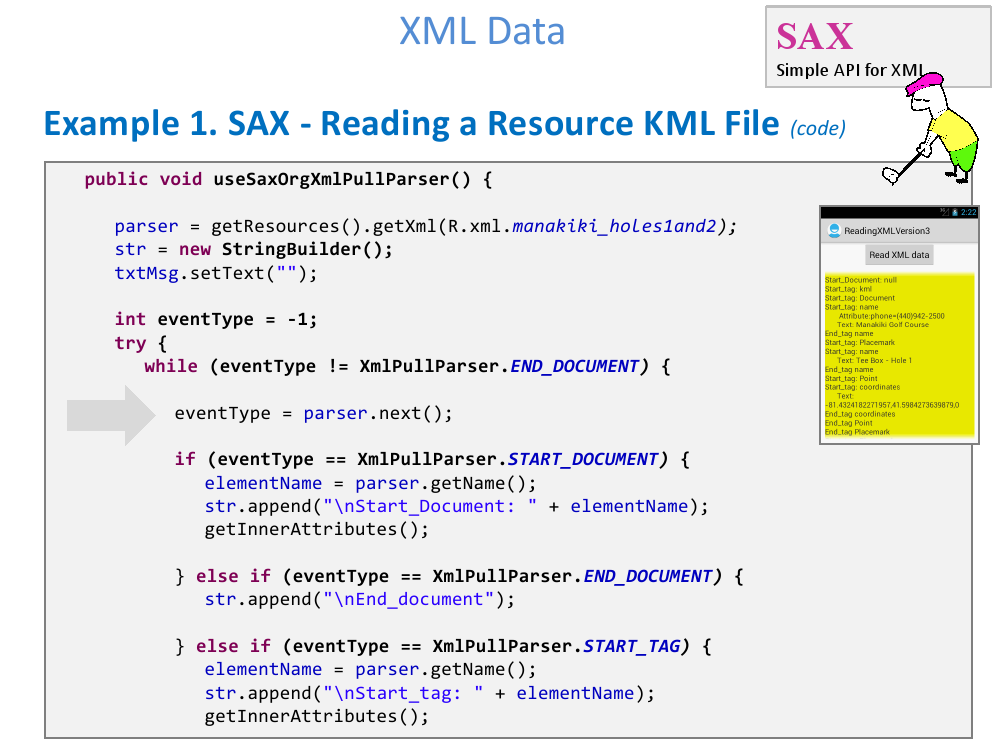 XML Data
SAX
Simple API for XML
Example 1. SAX - Reading a Resource KML File (code)
public void useSaxOrgXmlPullParser() {
parser = getResources().getXml(R.xml.manakiki_holes1and2);
str = new StringBuilder();
txtMsg.setText("");
int eventType = -1;
try {
while (eventType != XmlPullParser.END_DOCUMENT) {
eventType = parser.next();
if (eventType == XmlPullParser.START_DOCUMENT) {
elementName = parser.getName();
str.append("\nStart_Document: " + elementName);
getInnerAttributes();
} else if (eventType == XmlPullParser.END_DOCUMENT) {
str.append("\nEnd_document");
} else if (eventType == XmlPullParser.START_TAG) {
elementName = parser.getName();
str.append("\nStart_tag: " + elementName);
getInnerAttributes();
2:22
ReadingXMLVersion3
Read XML data
Start_Document: null
Start_tag: kml
Start_tag: Document
Start_tag: name
Attribute:phone=(440)942-2500
Text: Manakiki Golf Course
End_tag name
Start_tag: Placemark
Start_tag: name
Text: Tee Box - Hole 1
End_tag name
Start_tag: Point
Start_tag: coordinates
Text:
-81.4324182271957,41.5984273639879,0
End_tag coordinates
End_tag Point
End_tag Placemark